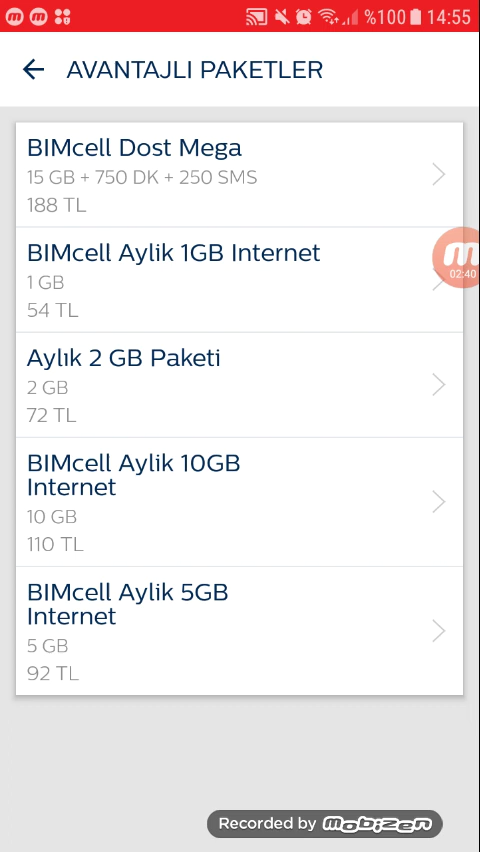 %100 14:55
AVANTAJLI PAKETLER
BIMcell Dost Mega
15 GB + 750 DK + 250 SMS
188 TL
BIMcell Aylik 1GB Internet
1 GB
54 TL
02:40
Aylık 2 GB Paketi
2 GB
72 TL
BIMcell Aylik 10GB
Internet
10 GB
110 TL
BIMcell Aylik 5GB
Internet
5 GB
92 TL
Recorded by Mobizen